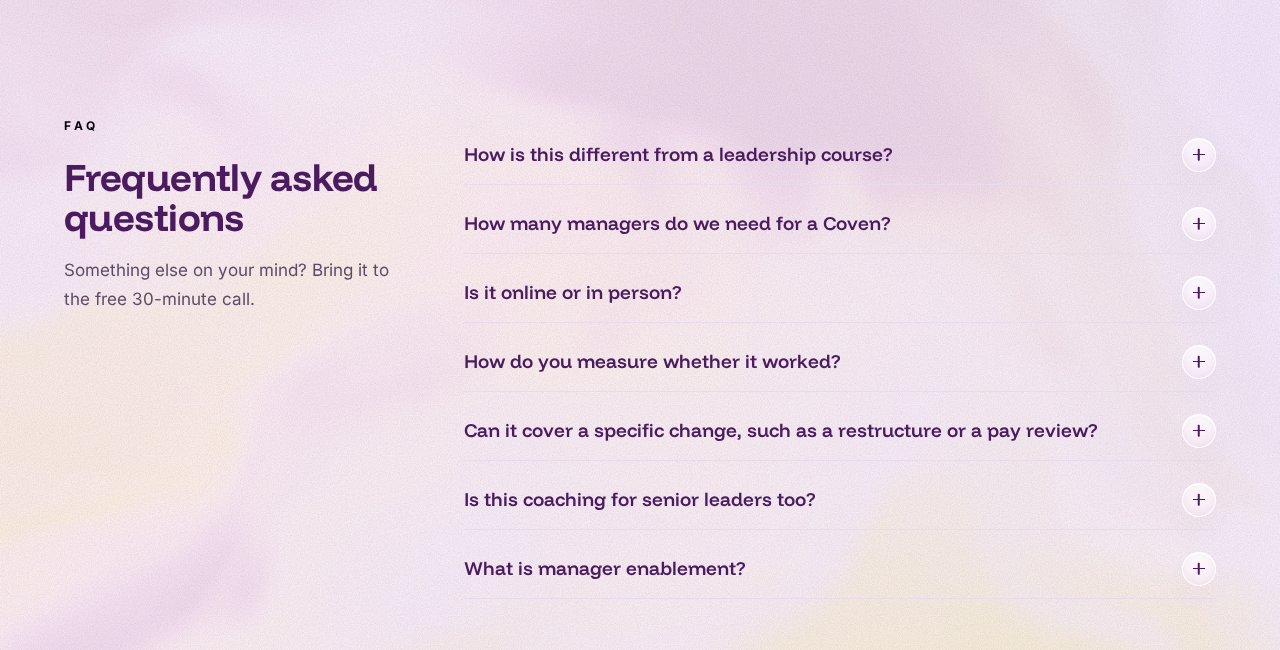 FAQ
Frequently asked
questions
Something else on your mind? Bring it to
the free 30-minute call.
How is this different from a leadership course?
How many managers do we need for a Coven?
Is it online or in person?
How do you measure whether it worked?
Can it cover a specific change, such as a restructure or a pay review?
Is this coaching for senior leaders too?
What is manager enablement?